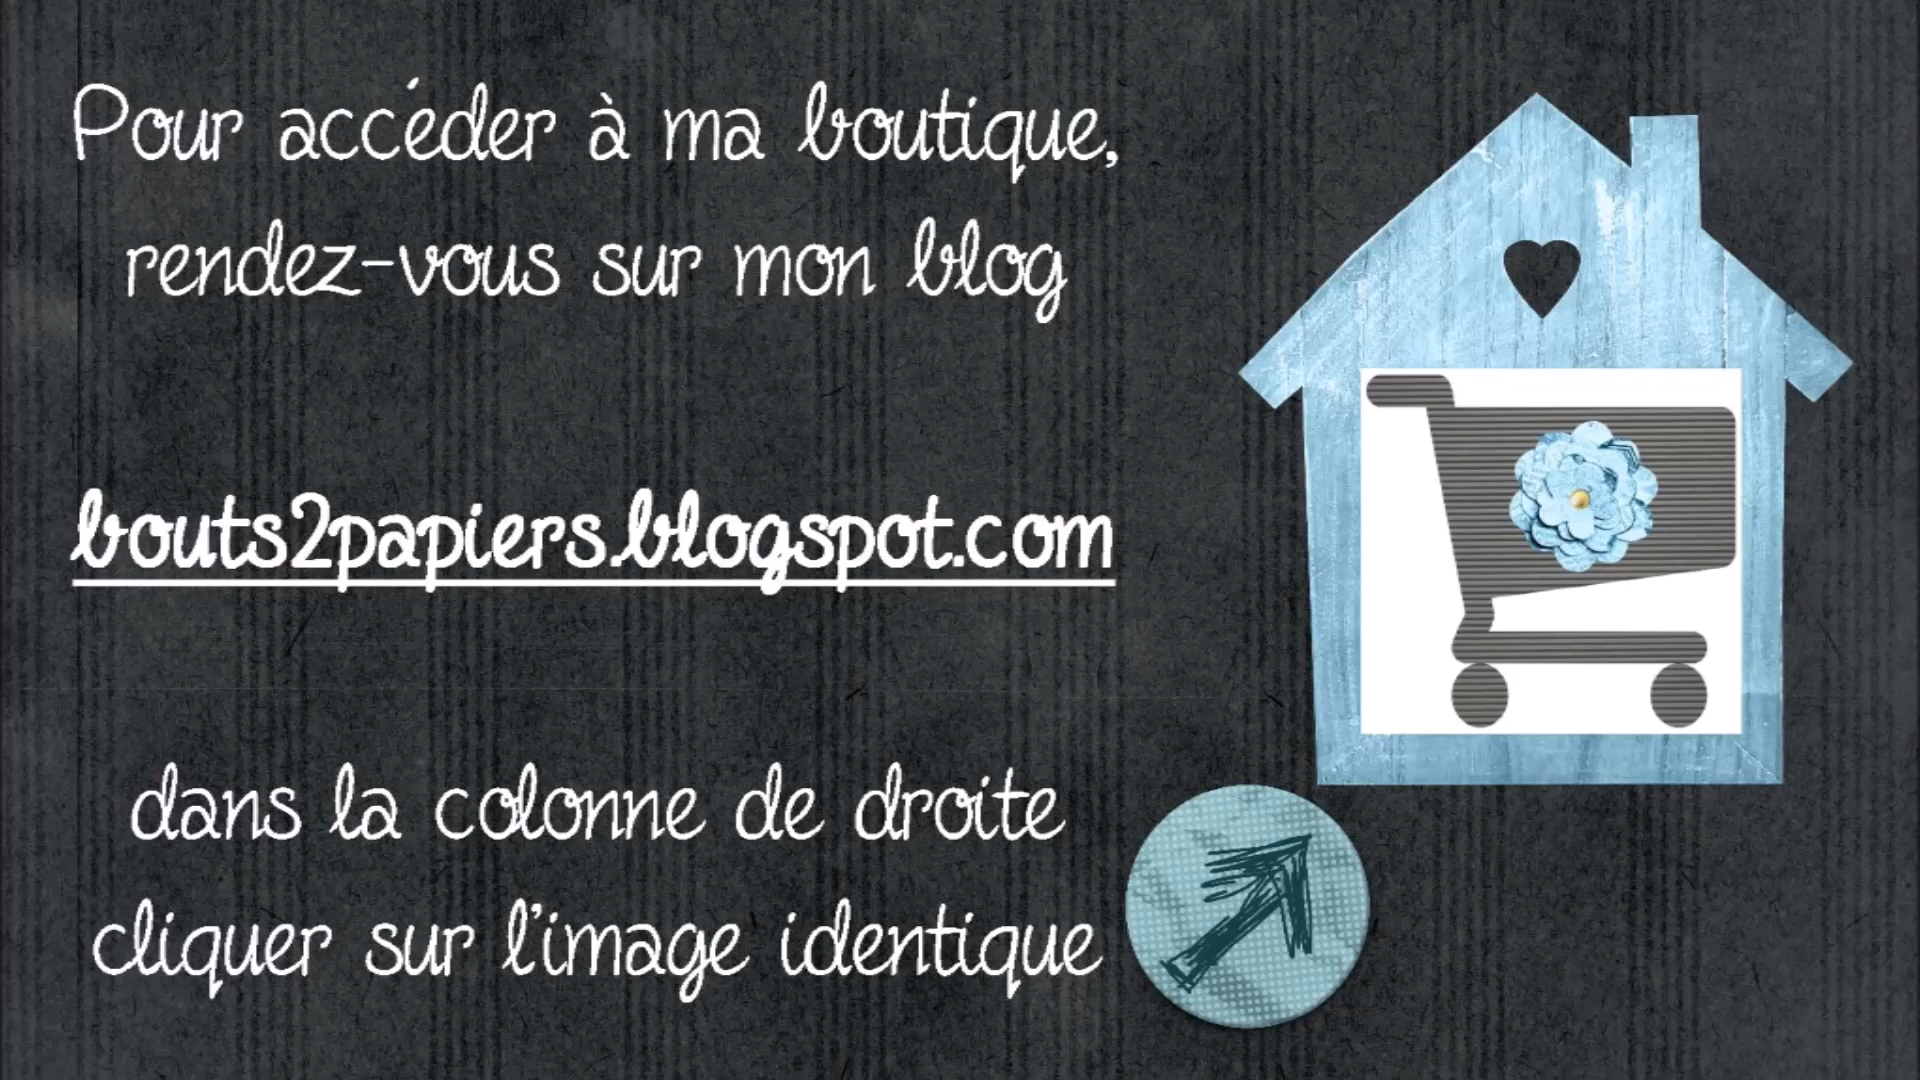 Pour accéder à ma boutique,
rendez-vous sur mon blog
bouts2papiers.blogspot.com
dans la colonne de droite
cliquer sur l'image identique